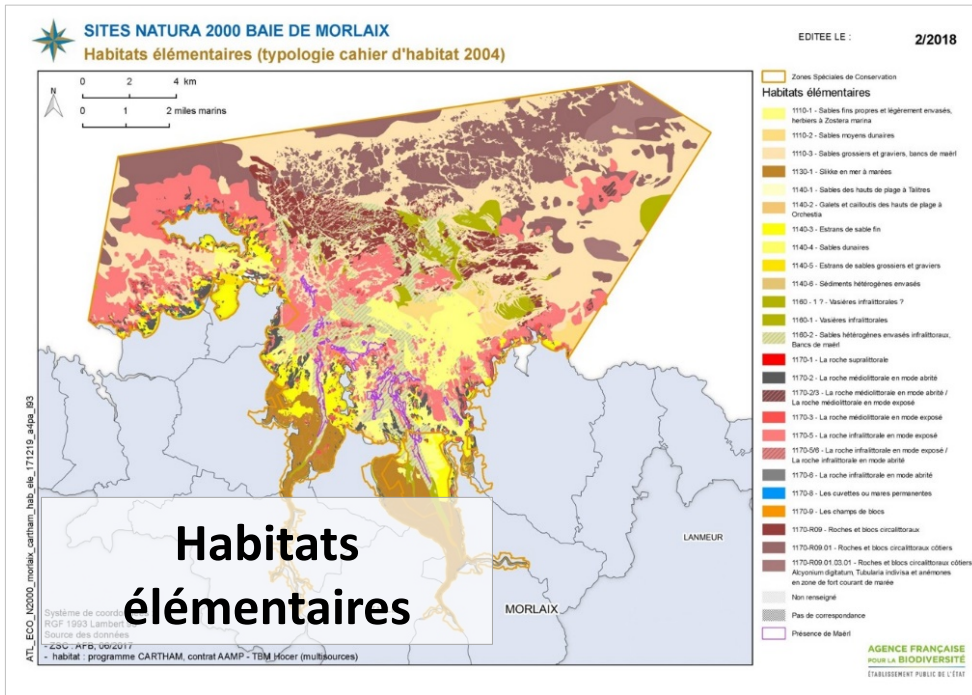 SITES NATURA 2000 BAIE DE MORLAIX
Habitats élémentaires (typologie cahier d'habitat 2004)
EDITEE LE :
2/2018
N
0 2 4 km
0 1 2 miles marins
Zones Spéciales de Conservation
Habitats élémentaires
1110-1 - Sables fins propres et légèrement envasés,
herbiers à Zostera marina
1110-2 - Sables moyens dunaires
1110-3 - Sables grossiers et graviers, bancs de maërl
1130-1 - Slikke en mer à marées
1140-1 - Sables des hauts de plage à Talitres
1140-2 - Galets et cailloutis des hauts de plage à
Orchestia
1140-3 - Estrans de sable fin
1140-4 - Sables dunaires
1140-5 - Estrans de sables grossiers et graviers
1140-6 - Sédiments hétérogènes envasés
1160 - 1 ? - Vasières infralittorales ?
1160-1 - Vasières infralittorales
1160-2 - Sables hétérogènes envasés infralittoraux,
Bancs de maërl
1170-1 - La roche supralittorale
1170-2 - La roche médiolittorale en mode abrité
1170-2/3 - La roche médiolittorale en mode abrité /
La roche médiolittorale en mode exposé
1170-3 - La roche médiolittorale en mode exposé
1170-5 - La roche infralittorale en mode exposé
1170-5/6 - La roche infralittorale en mode exposé /
La roche infralittorale en mode abrité
1170-6 - La roche infralittorale en mode abrité
1170-8 - Les cuvettes ou mares permanentes
1170-9 - Les champs de blocs
1170-R09 - Roches et blocs circalittoraux
1170-R09.01 - Roches et blocs circalittoraux côtiers
1170-R09.01.03.01 - Roches et blocs circalittoraux côtiers
Alcyonium digitatum, Tubularia indivisa et anémones
en zone de fort courant de marée
Non renseigné
Pas de correspondance
Présence de Maërl
LANMEUR
MORLAIX
Habitats
élémentaires
Système de
RGF 1993 Lambert
Source des données
- ZSC : AFB, 06/2017
- habitat : programme CARTHAM, contrat AAMP - TBM Hocer (multisources)
ATL_ECO_N2000_morlaix_cartham_hab_ele_171219_a4pa_l93
AGENCE FRANÇAISE
POUR LA BIODIVERSITÉ
ÉTABLISSEMENT PUBLIC DE L'ÉTAT